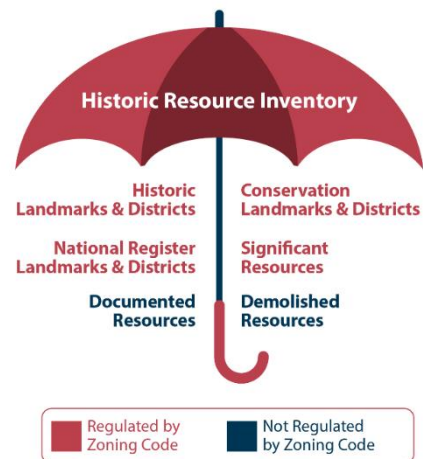 Historic Resource Inventory
Historic
Landmarks & Districts
Conservation
Landmarks & Districts
National Register
Landmarks & Districts
Significant
Resources
Documented
Resources
Demolished
Resources
Regulated by
Zoning Code
Not Regulated
by Zoning Code